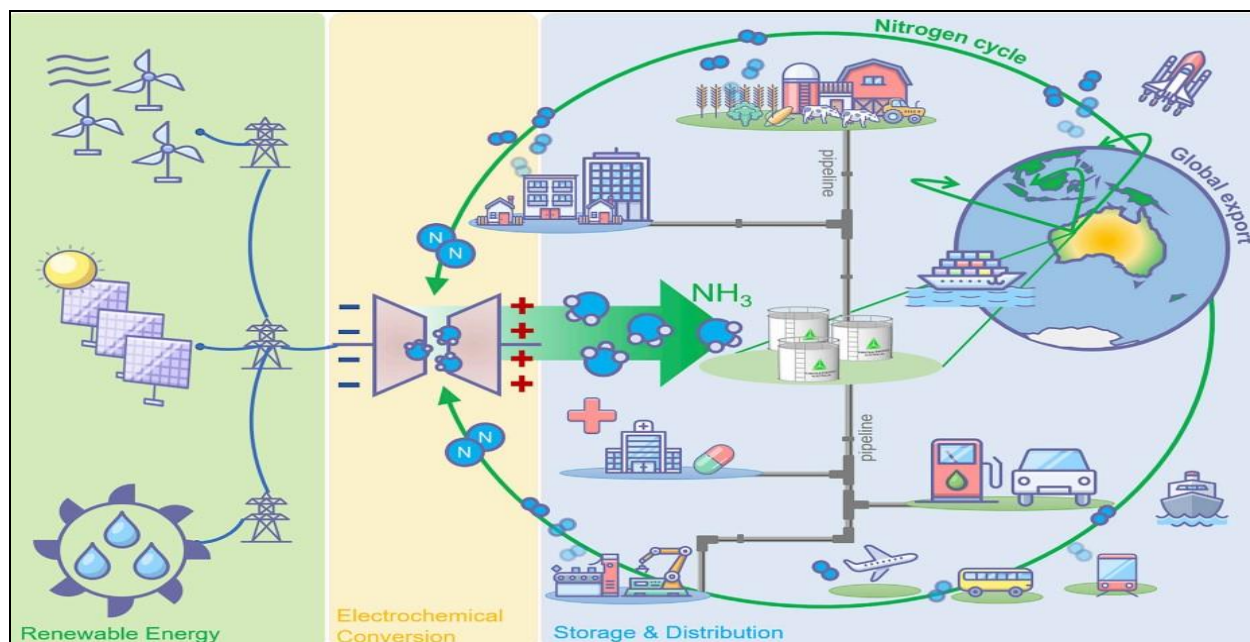 Nitrogen cycle
Global export
pipeline
N
N
NH₃
− +
− +
− +
− +
pipeline
N
N
Renewable Energy
Electrochemical
Conversion
Storage & Distribution